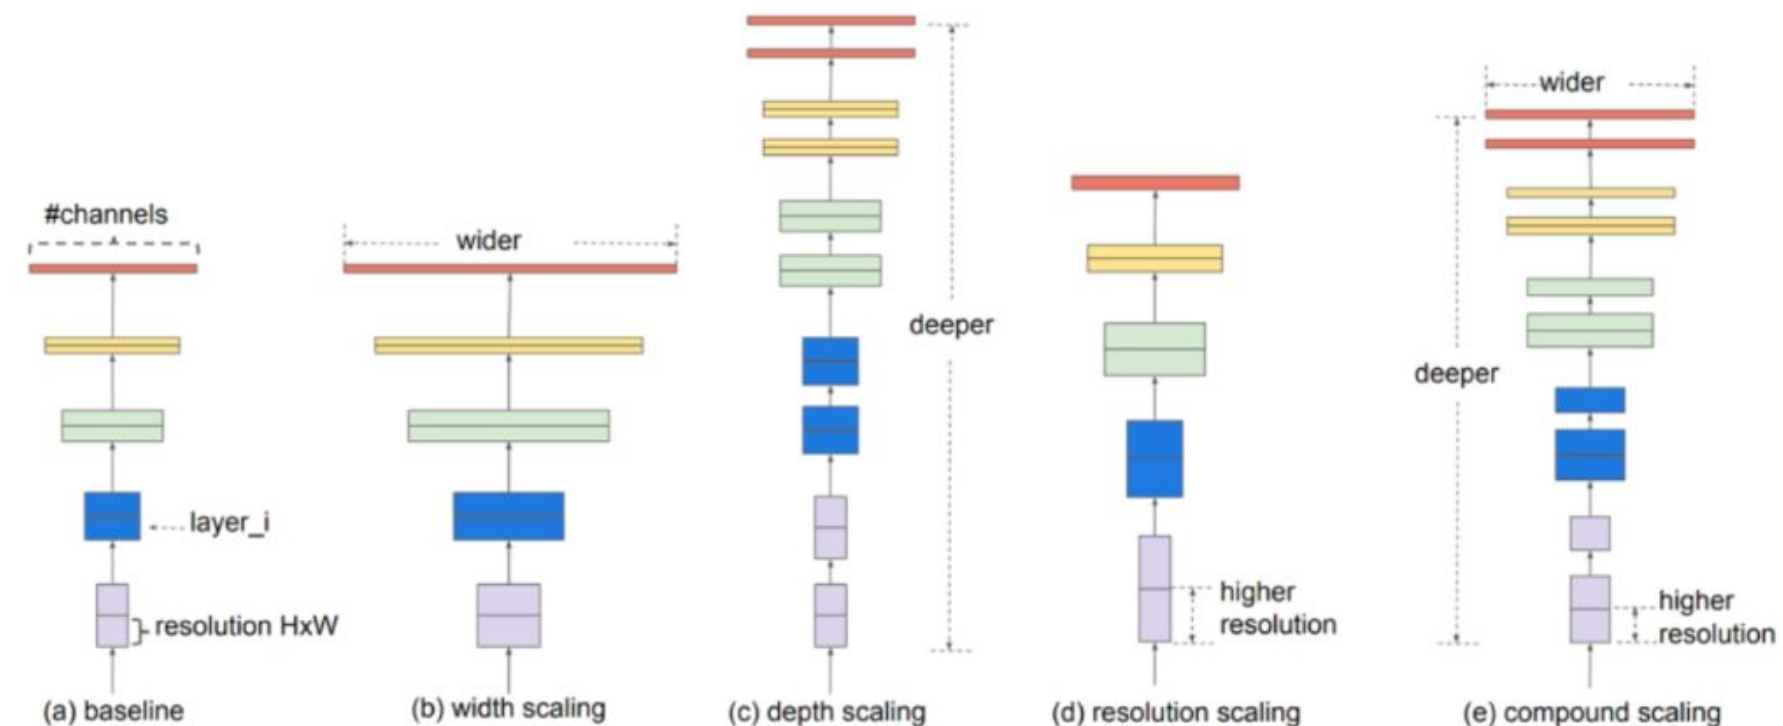 #channels
layer_i
resolution HxW
(a) baseline
wider
(b) width scaling
deeper
(c) depth scaling
higher
resolution
(d) resolution scaling
wider
deeper
higher
resolution
(e) compound scaling